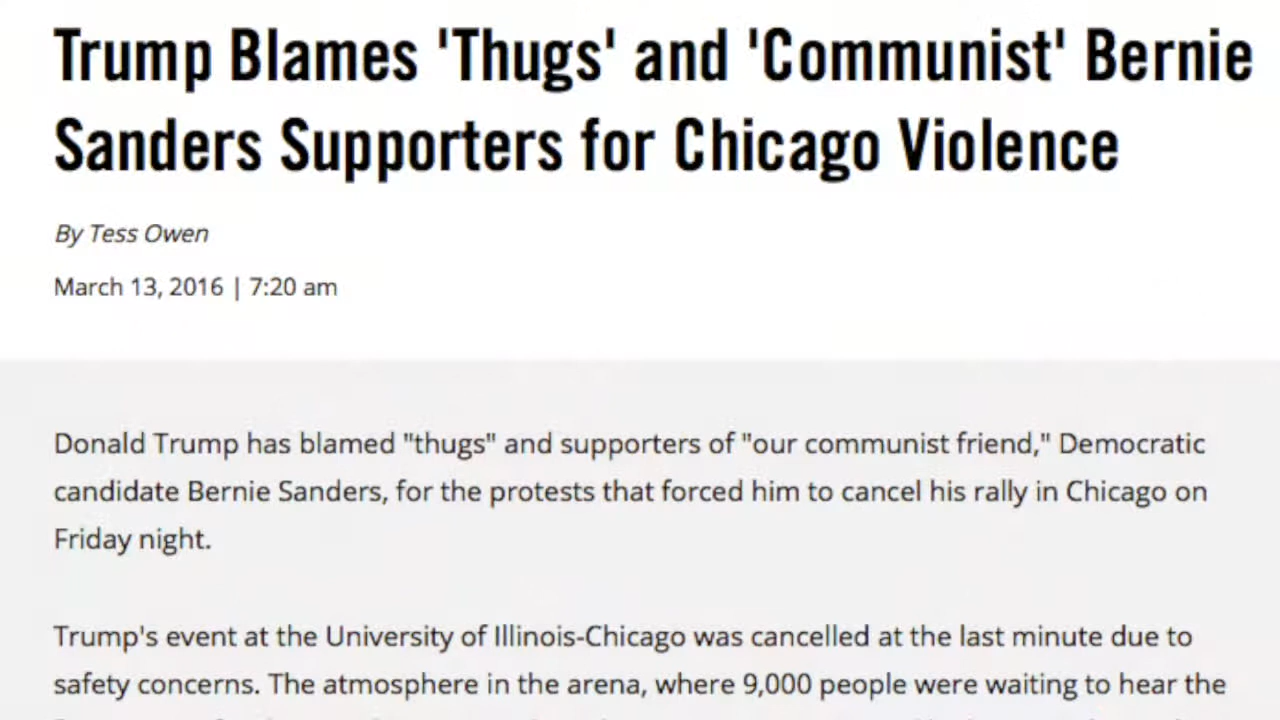 Trump Blames 'Thugs' and 'Communist' Bernie
Sanders Supporters for Chicago Violence
By Tess Owen
March 13, 2016 | 7:20 am
Donald Trump has blamed "thugs" and supporters of "our communist friend," Democratic
candidate Bernie Sanders, for the protests that forced him to cancel his rally in Chicago on
Friday night.
Trump's event at the University of Illinois-Chicago was cancelled at the last minute due to
safety concerns. The atmosphere in the arena, where 9,000 people were waiting to hear the